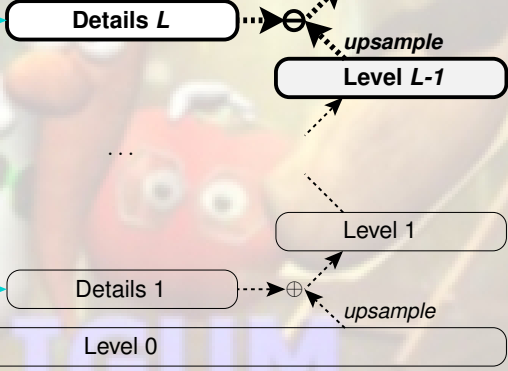 Details L
upsample
Level L-1
...
Level 1
Details 1
upsample
Level 0